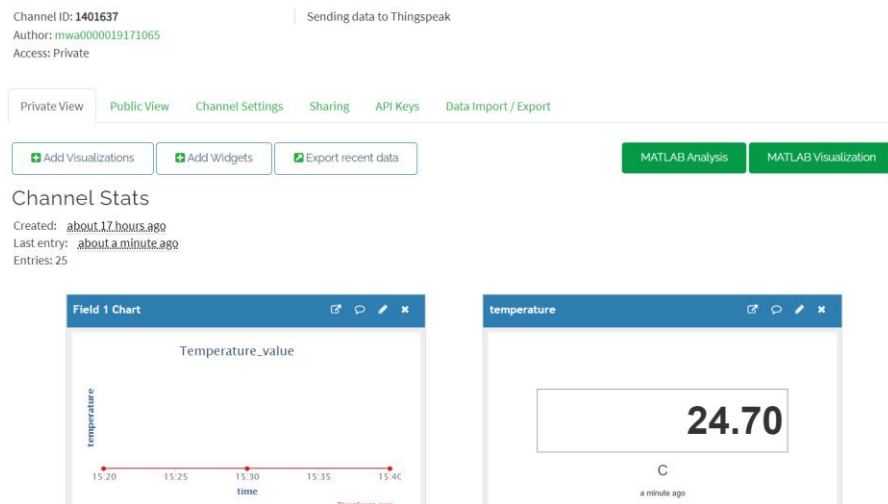 Channel ID: 1401637
Sending data to Thingspeak
Author: mwa0000019171065
Access: Private
Private View
Public View
Channel Settings
Sharing
API Keys
Data Import / Export
Add Visualizations
Add Widgets
Export recent data
MATLAB Analysis
MATLAB Visualization
Channel Stats
Created: about 17 hours ago
Last entry: about a minute ago
Entries: 25
Field 1 Chart
Temperature_value
temperature
15:20
15:25
15:30
15:35
time
temperature
24.70
C
a minute ago